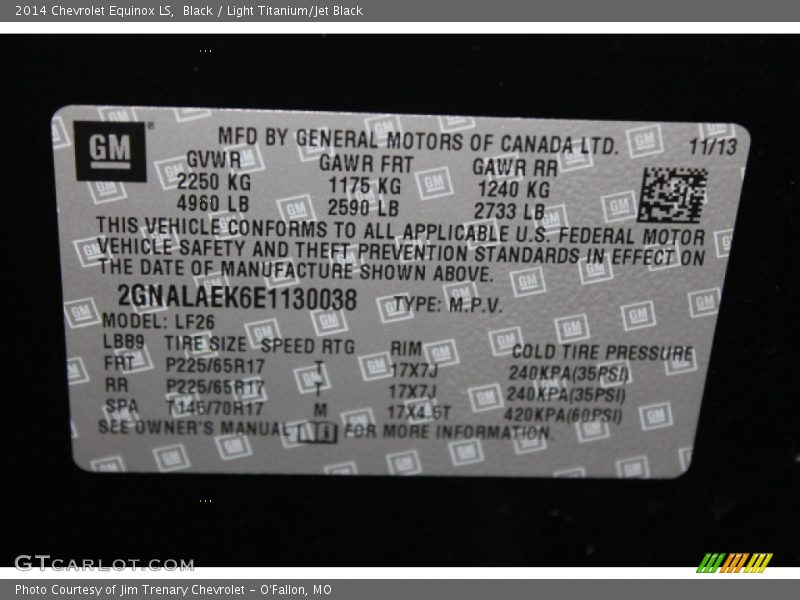 2014 Chevrolet Equinox LS, Black / Light Titanium/Jet Black
GM
MFD BY GENERAL MOTORS OF CANADA LTD. 11/13
GVWR GAWR FRT GAWR RR
2250 KG 1175 KG 1240 KG
4960 LB 2590 LB 2733 LB
THIS VEHICLE CONFORMS TO ALL APPLICABLE U.S. FEDERAL MOTOR
VEHICLE SAFETY AND THEFT PREVENTION STANDARDS IN EFFECT ON
THE DATE OF MANUFACTURE SHOWN ABOVE.
2GNALAEK6E1130038 TYPE: M.P.V.
MODEL: LF26
LBB9 TIRE SIZE SPEED RTG RIM COLD TIRE PRESSURE
FRT P225/65R17 T 17X7J 240KPA(35PSI)
RR P225/65R17 T 17X7J 240KPA(35PSI)
SPA T145/70R17 M 17X4.5T 420KPA(60PSI)
SEE OWNER'S MANUAL i FOR MORE INFORMATION.
GTCARLOT.COM
Photo Courtesy of Jim Trenary Chevrolet - O'Fallon, MO